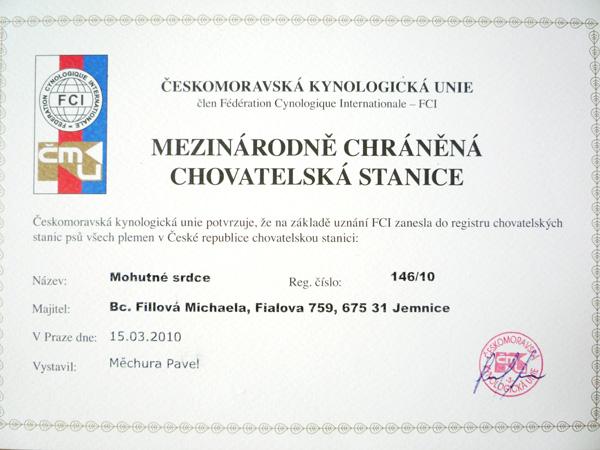 FEDERATION CYNOLOGIQUE INTERNATIONALE
FCI
ČMKU
ČESKOMORAVSKÁ KYNOLOGICKÁ UNIE
člen Fédération Cynologique Internationale – FCI
MEZINÁRODNĚ CHRÁNĚNÁ
CHOVATELSKÁ STANICE
Českomoravská kynologická unie potvrzuje, že na základě uznání FCI zanesla do registru chovatelských
stanic psů všech plemen v České republice chovatelskou stanici:
Název: Mohutné srdce Reg. číslo: 146/10
Majitel: Bc. Fillová Michaela, Fialova 759, 675 31 Jemnice
V Praze dne: 15.03.2010
Vystavil: Měchura Pavel
ČESKOMORAVSKÁ
KYNOLOGICKÁ UNIE